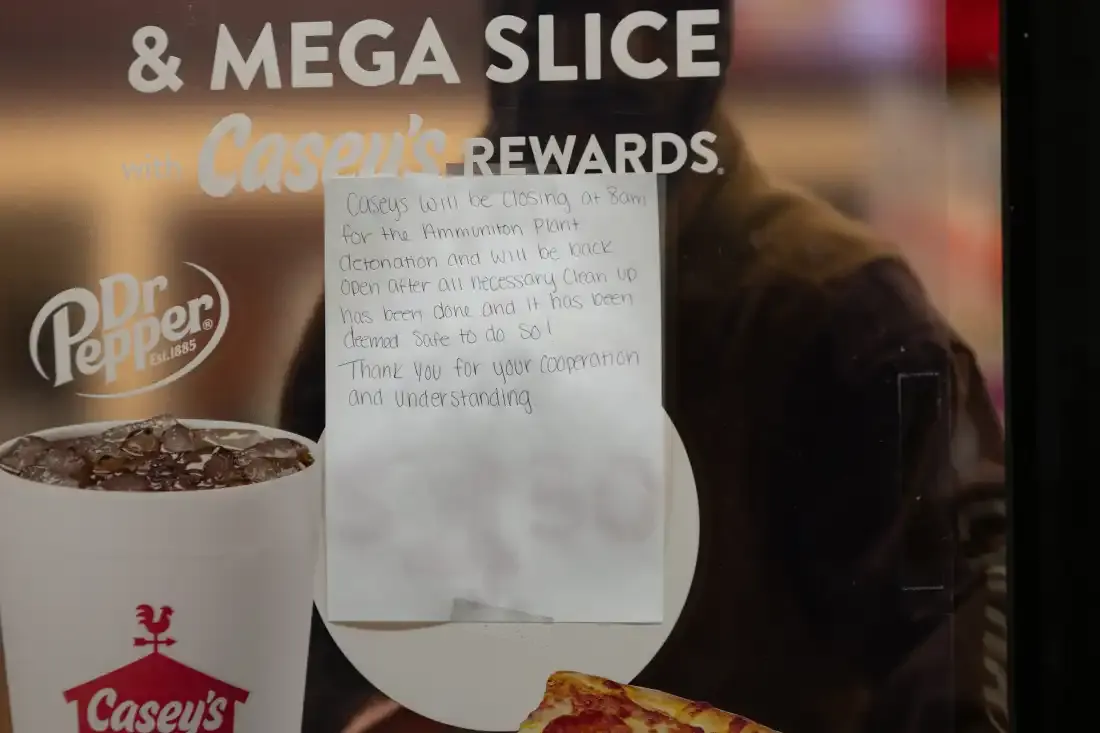 & MEGA SLICE
with Casey's REWARDS.
Caseys will be closing at 8am
for the Ammuniton Plant
detonation and will be back
open after all necessary clean up
has been done and it has been
deemed safe to do so!
Thank you for your cooperation
and understanding
Dr
Pepper®
Est.1885
Casey's